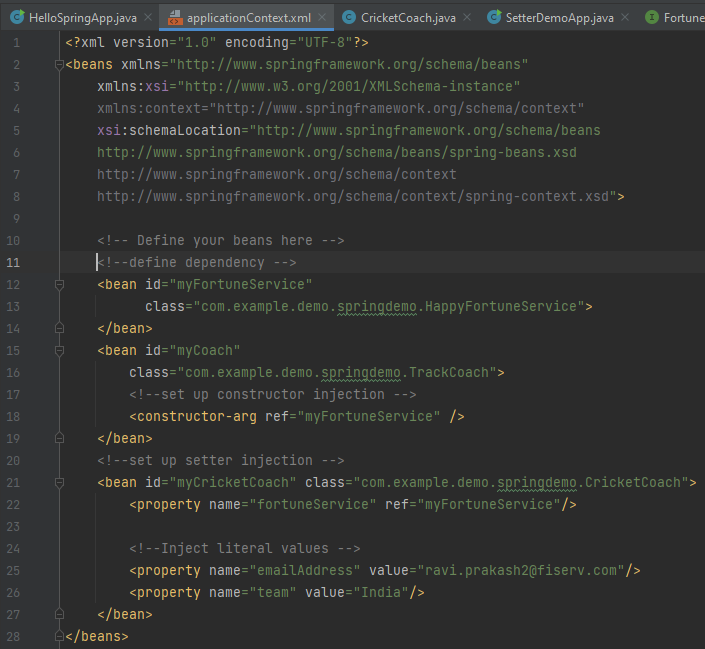 HelloSpringApp.java × applicationContext.xml × CricketCoach.java × SetterDemoApp.java × Fortune
1 <?xml version="1.0" encoding="UTF-8"?>
2 <beans xmlns="http://www.springframework.org/schema/beans"
3 xmlns:xsi="http://www.w3.org/2001/XMLSchema-instance"
4 xmlns:context="http://www.springframework.org/schema/context"
5 xsi:schemaLocation="http://www.springframework.org/schema/beans
6 http://www.springframework.org/schema/beans/spring-beans.xsd
7 http://www.springframework.org/schema/context
8 http://www.springframework.org/schema/context/spring-context.xsd">
9
10 <!-- Define your beans here -->
11 <!--define dependency -->
12 <bean id="myFortuneService"
13 class="com.example.demo.springdemo.HappyFortuneService">
14 </bean>
15 <bean id="myCoach"
16 class="com.example.demo.springdemo.TrackCoach">
17 <!--set up constructor injection -->
18 <constructor-arg ref="myFortuneService" />
19 </bean>
20 <!--set up setter injection -->
21 <bean id="myCricketCoach" class="com.example.demo.springdemo.CricketCoach">
22 <property name="fortuneService" ref="myFortuneService"/>
23
24 <!--Inject literal values -->
25 <property name="emailAddress" value="ravi.prakash2@fiserv.com"/>
26 <property name="team" value="India"/>
27 </bean>
28 </beans>